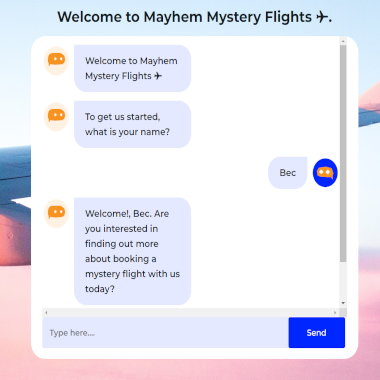 Welcome to Mayhem Mystery Flights ✈.
Welcome to Mayhem
Mystery Flights ✈
To get us started,
what is your name?
Bec
Welcome!, Bec. Are
you interested in
finding out more
about booking a
mystery flight with us
today?
Type here....
Send